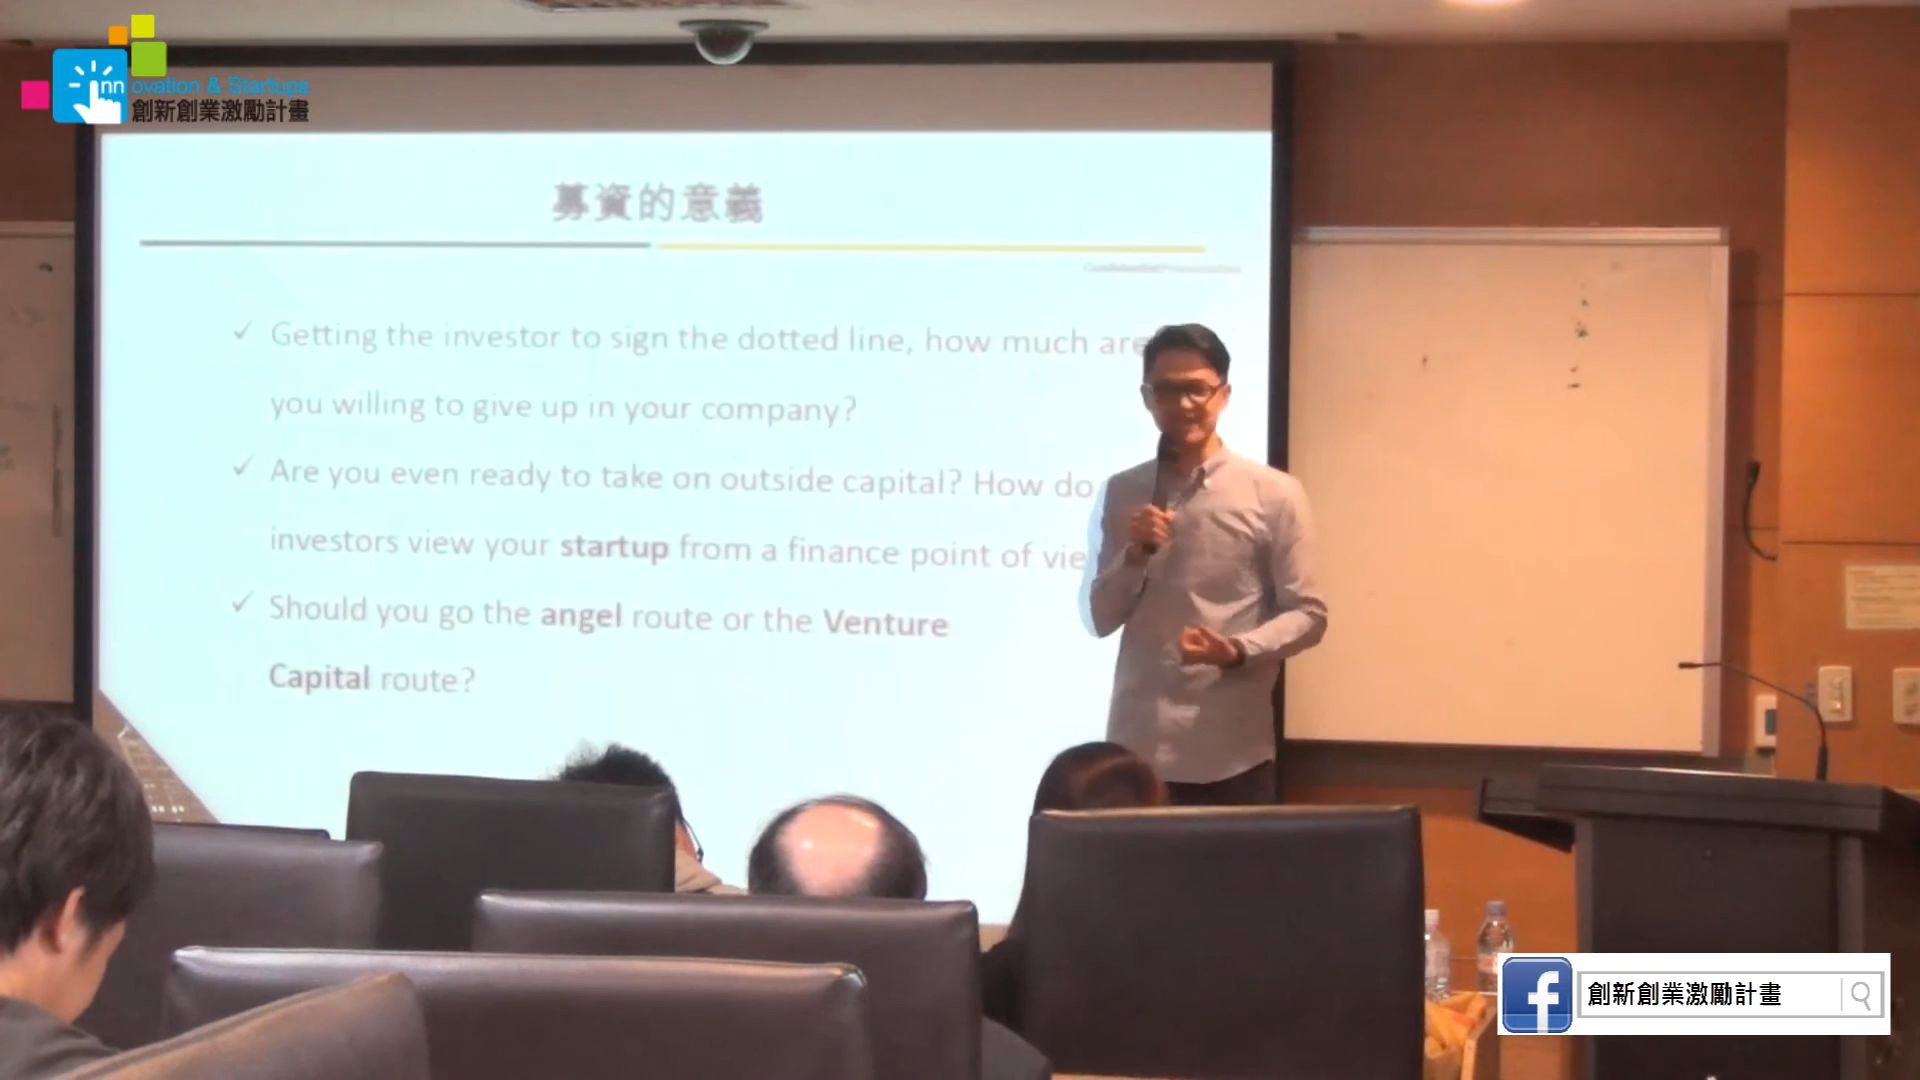 Innovation & Startups
創新創業激勵計畫
募資的意義
✓ Getting the investor to sign the dotted line, how much are
you willing to give up in your company?
✓ Are you even ready to take on outside capital? How do
investors view your startup from a finance point of vie
✓ Should you go the angel route or the Venture
Capital route?
創新創業激勵計畫